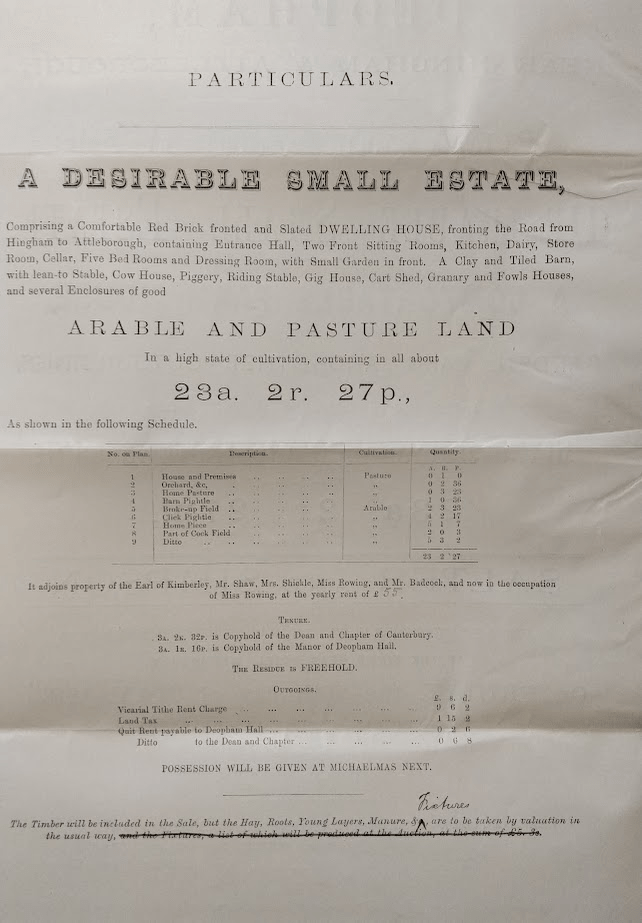 PARTICULARS.
A DESIRABLE SMALL ESTATE,
Comprising a Comfortable Red Brick fronted and Slated DWELLING HOUSE, fronting the Road from
Hingham to Attleborough, containing Entrance Hall, Two Front Sitting Rooms, Kitchen, Dairy, Store
Room, Cellar, Five Bed Rooms and Dressing Room, with Small Garden in front. A Clay and Tiled Barn,
with lean-to Stable, Cow House, Piggery, Riding Stable, Gig House, Cart Shed, Granary and Fowls Houses,
and several Enclosures of good
ARABLE AND PASTURE LAND
In a high state of cultivation, containing in all about
23a. 2r. 27p.,
As shown in the following Schedule.
No. on Plan. Description. Cultivation. Quantity.
A. R. P.
1 House and Premises .. .. .. .. Pasture 0 1 0
2 Orchard, &c, .. .. .. .. .. „ 0 2 36
3 Home Pasture .. .. .. .. .. „ 0 3 25
4 Barn Pightle .. .. .. .. .. „ 1 0 36
5 Broke-up Field .. .. .. .. .. Arable 2 3 23
6 Click Pightle .. .. .. .. .. „ 4 2 17
7 Home Piece .. .. .. .. .. „ 5 1 7
8 Part of Cook Field .. .. .. .. „ 2 0 3
9 Ditto .. .. .. .. .. „ 5 3 2
23 2 27
It adjoins property of the Earl of Kimberley, Mr. Shaw, Mrs. Shickle, Miss Rowing, and Mr. Badcock, and now in the occupation
of Miss Rowing, at the yearly rent of £ 55.
TENURE.
3A. 2R. 32P. is Copyhold of the Dean and Chapter of Canterbury.
3A. 1R. 16P. is Copyhold of the Manor of Deopham Hall.
THE RESIDUE IS FREEHOLD.
OUTGOINGS.
£. s. d.
Vicarial Tithe Rent Charge ... ... ... ... ... ... 9 6 2
Land Tax ... ... ... ... ... ... ... 1 15 2
Quit Rent payable to Deopham Hall ... ... ... ... ... 0 2 6
Ditto to the Dean and Chapter ... ... ... ... ... 0 6 8
POSSESSION WILL BE GIVEN AT MICHAELMAS NEXT.
Fixtures
The Timber will be included in the Sale, but the Hay, Roots, Young Layers, Manure, &, are to be taken by valuation in
the usual way, and the Fixtures, a list of which will be produced at the Auction, at the sum of £5. 3s.